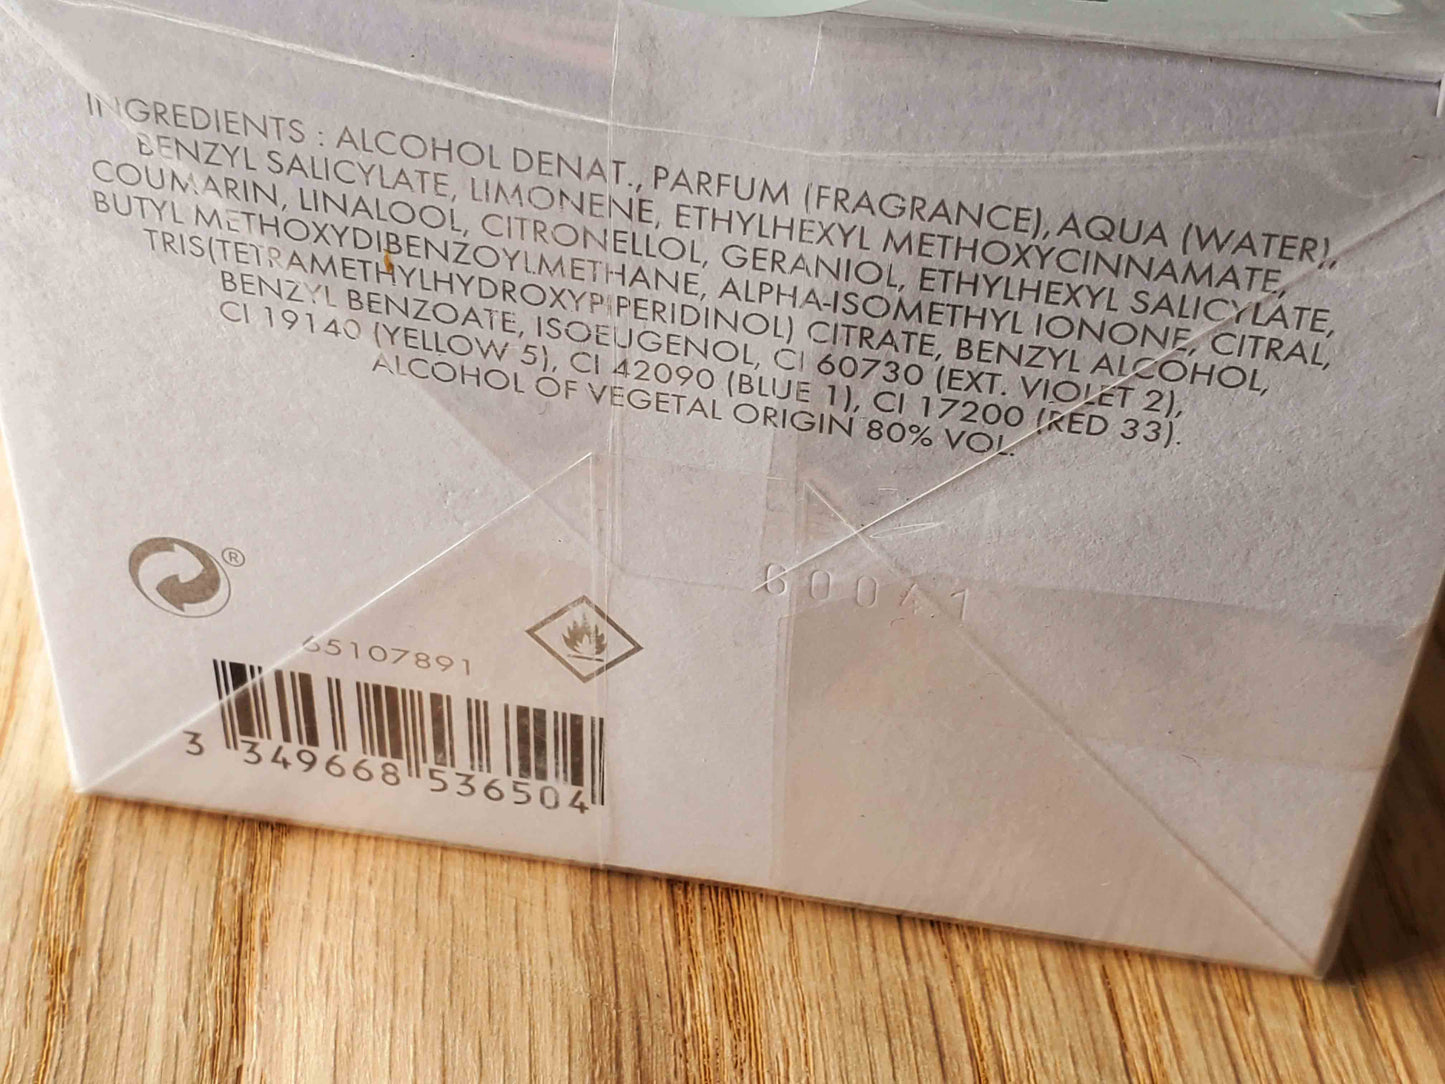 INGREDIENTS : ALCOHOL DENAT., PARFUM (FRAGRANCE), AQUA (WATER),
BENZYL SALICYLATE, LIMONENE, ETHYLHEXYL METHOXYCINNAMATE,
COUMARIN, LINALOOL, CITRONELLOL, GERANIOL, ETHYLHEXYL SALICYLATE,
BUTYL METHOXYDIBENZOYLMETHANE, ALPHA-ISOMETHYL IONONE, CITRAL,
TRIS(TETRAMETHYLHYDROXYPIPERIDINOL) CITRATE, BENZYL ALCOHOL,
BENZYL BENZOATE, ISOEUGENOL, CI 60730 (EXT. VIOLET 2),
CI 19140 (YELLOW 5), CI 42090 (BLUE 1), CI 17200 (RED 33).
ALCOHOL OF VEGETAL ORIGIN 80% VOL.
®
65107891
3 349668 536504